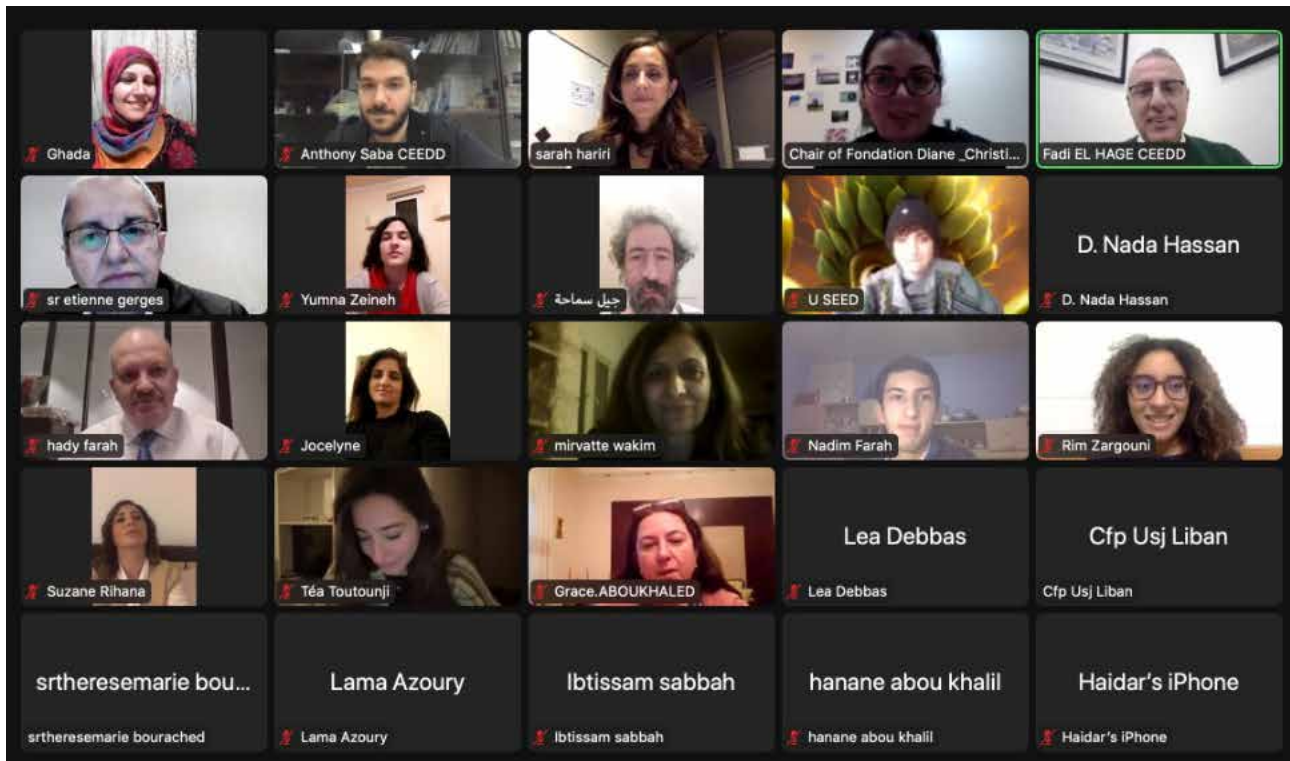 Ghada
Anthony Saba CEEDD
sarah hariri
Chair of Fondation Diane _Christi...
Fadi EL HAGE CEEDD
sr etienne gerges
Yumna Zeineh
جيل سماحة
U SEED
D. Nada Hassan
D. Nada Hassan
hady farah
Jocelyne
mirvatte wakim
Nadim Farah
Rim Zargouni
Suzane Rihana
Téa Toutounji
Grace.ABOUKHALED
Lea Debbas
Lea Debbas
Cfp Usj Liban
Cfp Usj Liban
srtheresemarie bou...
srtheresemarie bourached
Lama Azoury
Lama Azoury
Ibtissam sabbah
Ibtissam sabbah
hanane abou khalil
hanane abou khalil
Haidar's iPhone
Haidar's iPhone